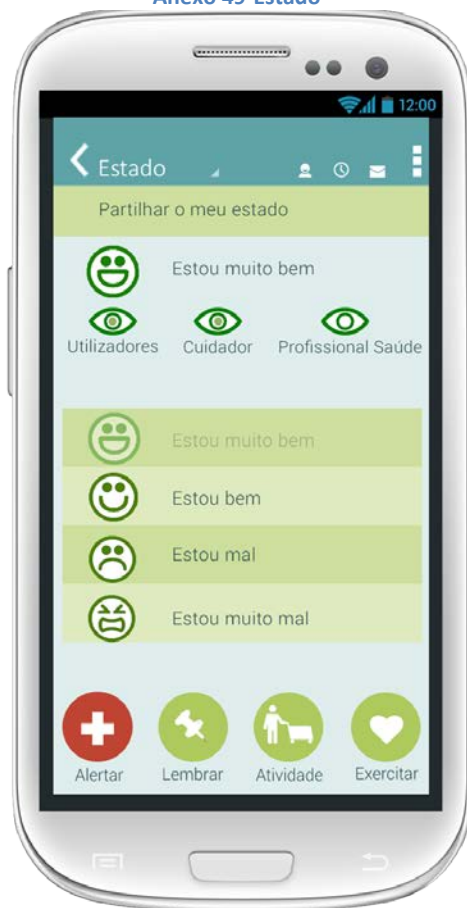 Anexo 45-Estado
12:00
Estado
Partilhar o meu estado
Estou muito bem
Utilizadores Cuidador Profissional Saúde
Estou muito bem
Estou bem
Estou mal
Estou muito mal
Alertar Lembrar Atividade Exercitar